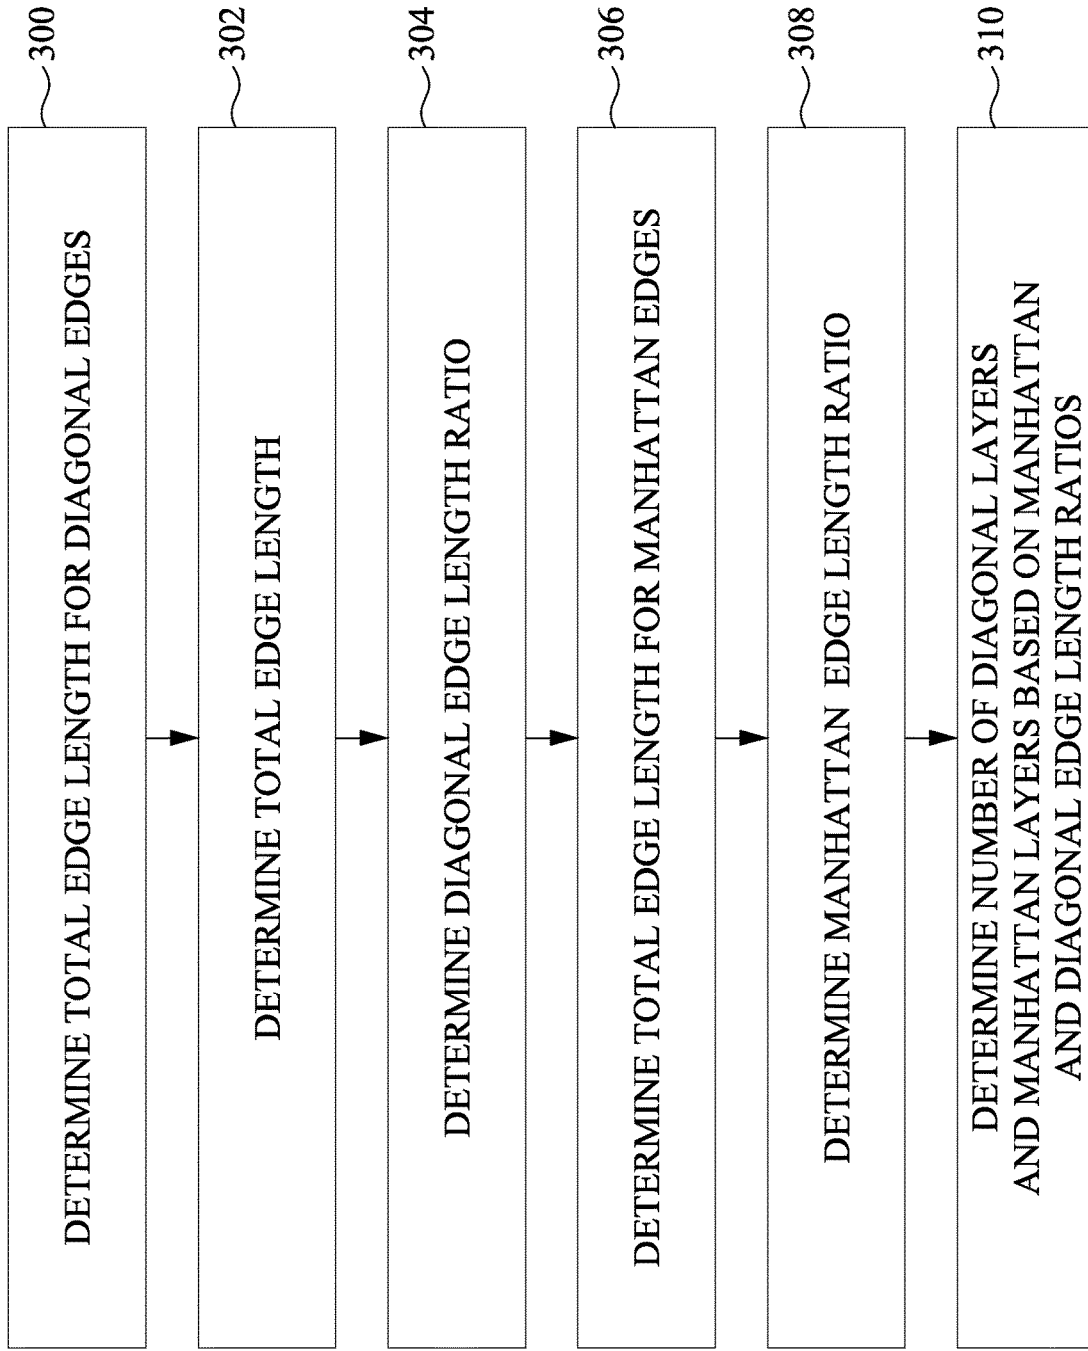 DETERMINE TOTAL EDGE LENGTH FOR DIAGONAL EDGES
300
DETERMINE TOTAL EDGE LENGTH
302
DETERMINE DIAGONAL EDGE LENGTH RATIO
304
DETERMINE TOTAL EDGE LENGTH FOR MANHATTAN EDGES
306
DETERMINE MANHATTAN EDGE LENGTH RATIO
308
DETERMINE NUMBER OF DIAGONAL LAYERS
AND MANHATTAN LAYERS BASED ON MANHATTAN
AND DIAGONAL EDGE LENGTH RATIOS
310